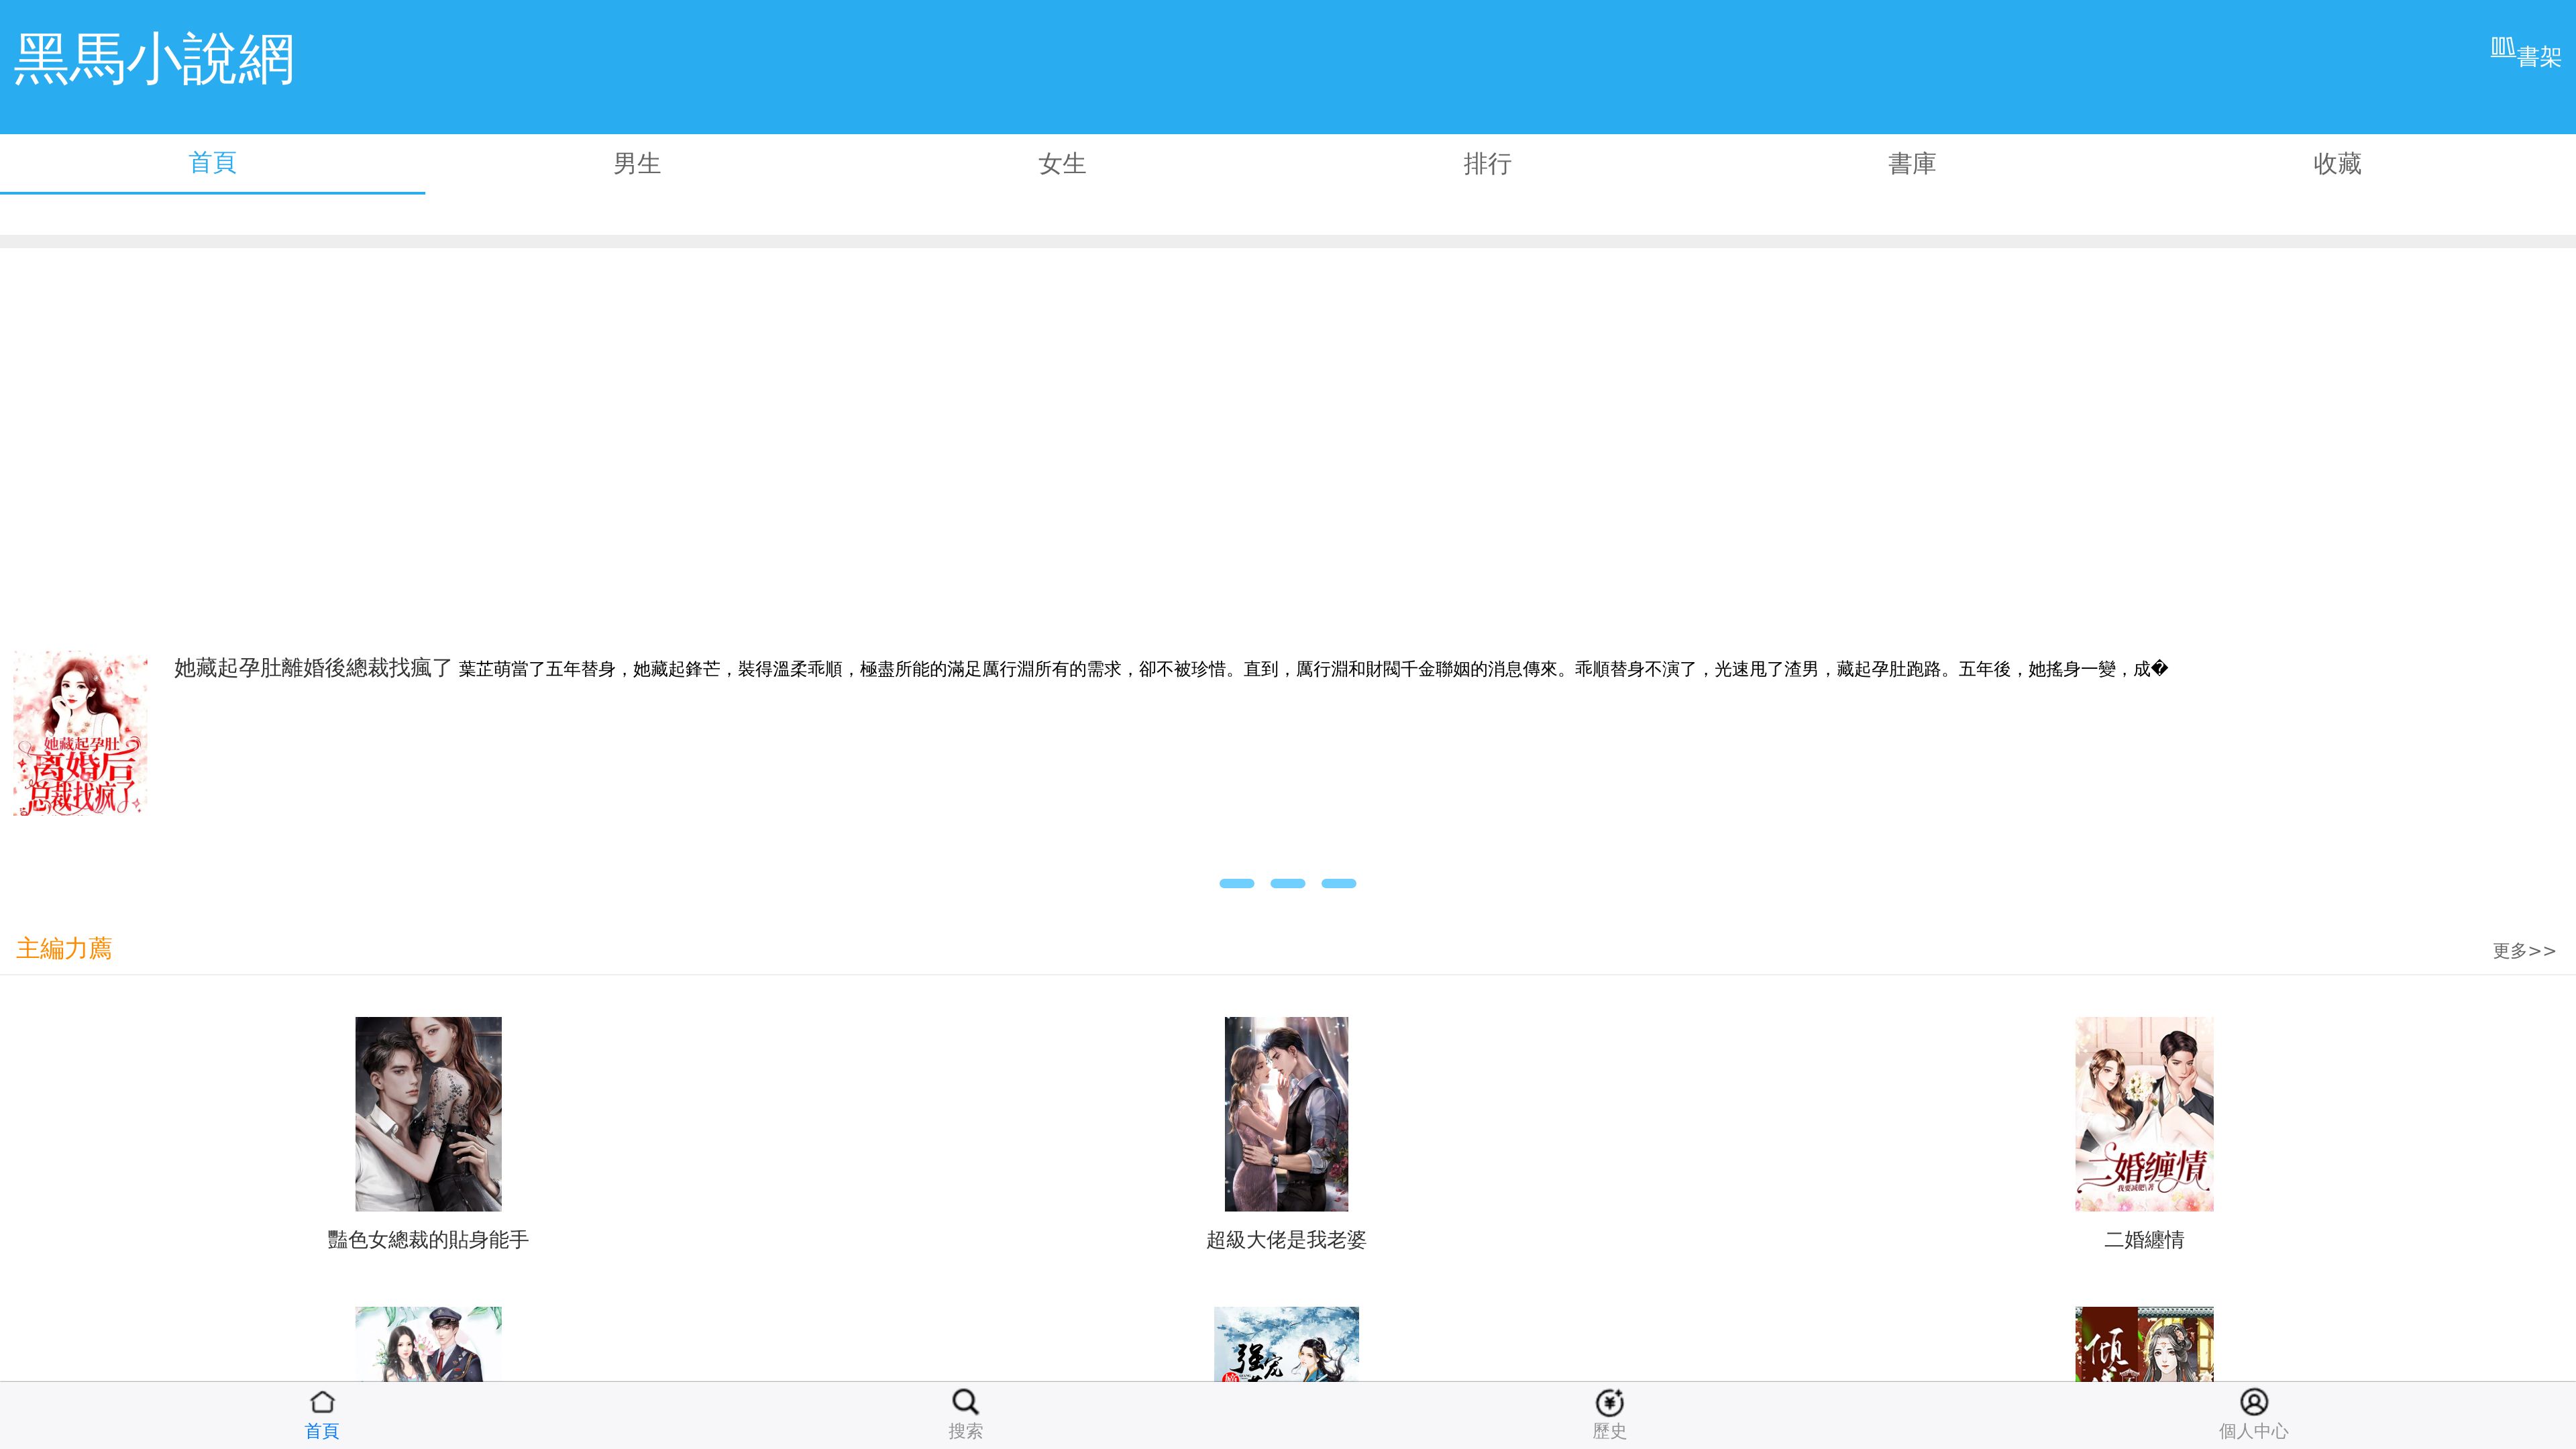 黑馬小說網
書架
首頁 男生 女生 排行 書庫 收藏
她藏起孕肚離婚後總裁找瘋了 葉芷萌當了五年替身，她藏起鋒芒，裝得溫柔乖順，極盡所能的滿足厲行淵所有的需求，卻不被珍惜。直到，厲行淵和財閥千金聯姻的消息傳來。乖順替身不演了，光速甩了渣男，藏起孕肚跑路。五年後，她搖身一變，成�
她藏起孕肚
离婚后
总裁找疯了
主編力薦 更多>>
二婚缠情
我要减肥\著
豔色女總裁的貼身能手 超級大佬是我老婆 二婚纏情
强宠
倾
首頁 搜索 歷史 個人中心